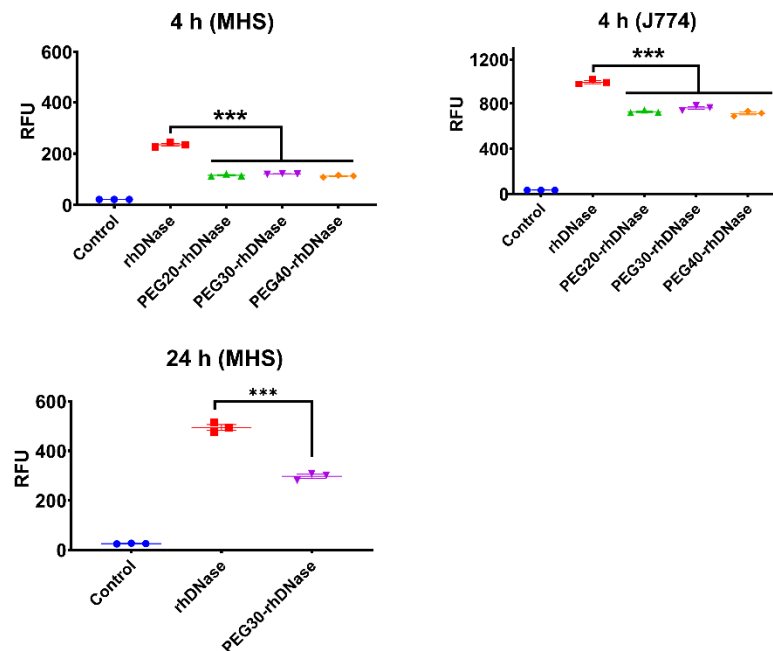 4 h (MHS)
600
400
200
0
RFU
***
Control
rhDNase
PEG20-rhDNase
PEG30-rhDNase
PEG40-rhDNase
4 h (J774)
1200
800
400
0
RFU
***
Control
rhDNase
PEG20-rhDNase
PEG30-rhDNase
PEG40-rhDNase
24 h (MHS)
600
400
200
0
RFU
***
Control
rhDNase
PEG30-rhDNase